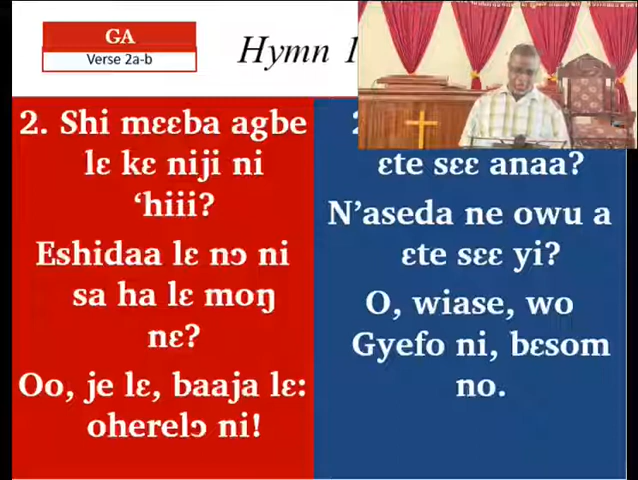 GA
Verse 2a-b
Hymn
2. Shi mɛɛba agbe
lɛ kɛ niji ni
‘hiii?
Eshidaa lɛ nɔ ni
sa ha lɛ moŋ
nɛ?
Oo, je lɛ, baaja lɛ:
oherelɔ ni!
ɛte sɛɛ anaa?
N’aseda ne owu a
ɛte sɛɛ yi?
O, wiase, wo
Gyefo ni, bɛsom
no.